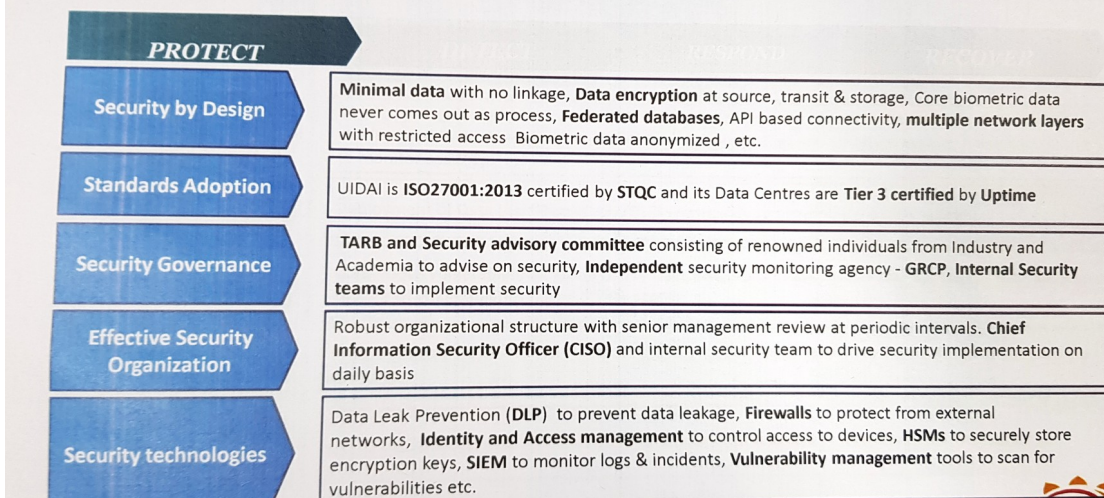 PROTECT
RESPOND
RECOVER
Security by Design
Minimal data with no linkage, Data encryption at source, transit & storage, Core biometric data
never comes out as process, Federated databases, API based connectivity, multiple network layers
with restricted access Biometric data anonymized , etc.
Standards Adoption
UIDAI is ISO27001:2013 certified by STQC and its Data Centres are Tier 3 certified by Uptime
Security Governance
TARB and Security advisory committee consisting of renowned individuals from Industry and
Academia to advise on security, Independent security monitoring agency - GRCP, Internal Security
teams to implement security
Effective Security
Organization
Robust organizational structure with senior management review at periodic intervals. Chief
Information Security Officer (CISO) and internal security team to drive security implementation on
daily basis
Security technologies
Data Leak Prevention (DLP) to prevent data leakage, Firewalls to protect from external
networks, Identity and Access management to control access to devices, HSMs to securely store
encryption keys, SIEM to monitor logs & incidents, Vulnerability management tools to scan for
vulnerabilities etc.